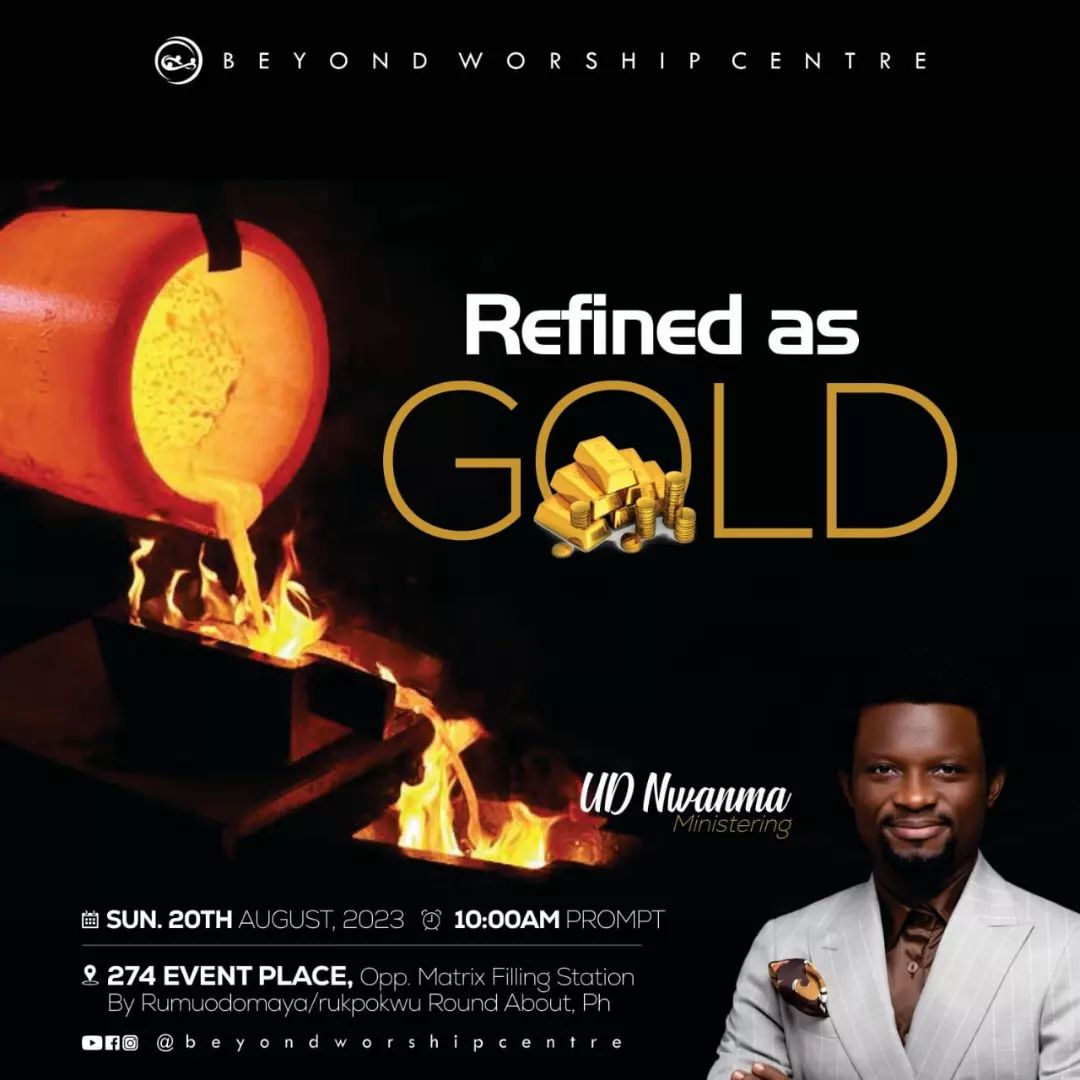 BEYOND WORSHIP CENTRE
Refined as
GOLD
UD Nwanma
Ministering
SUN. 20TH AUGUST, 2023 10:00AM PROMPT
274 EVENT PLACE, Opp. Matrix Filling Station
By Rumuodomaya/rukpokwu Round About, Ph
@beyondworshipcentre